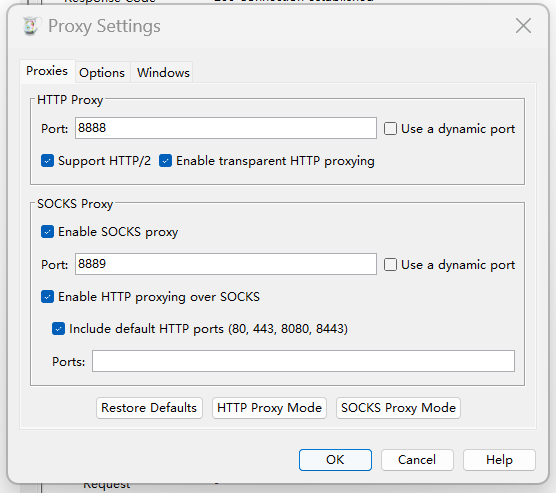 Proxy Settings
Proxies Options Windows
HTTP Proxy
Port: 8888 Use a dynamic port
Support HTTP/2 Enable transparent HTTP proxying
SOCKS Proxy
Enable SOCKS proxy
Port: 8889 Use a dynamic port
Enable HTTP proxying over SOCKS
Include default HTTP ports (80, 443, 8080, 8443)
Ports:
Restore Defaults HTTP Proxy Mode SOCKS Proxy Mode
OK Cancel Help
Request